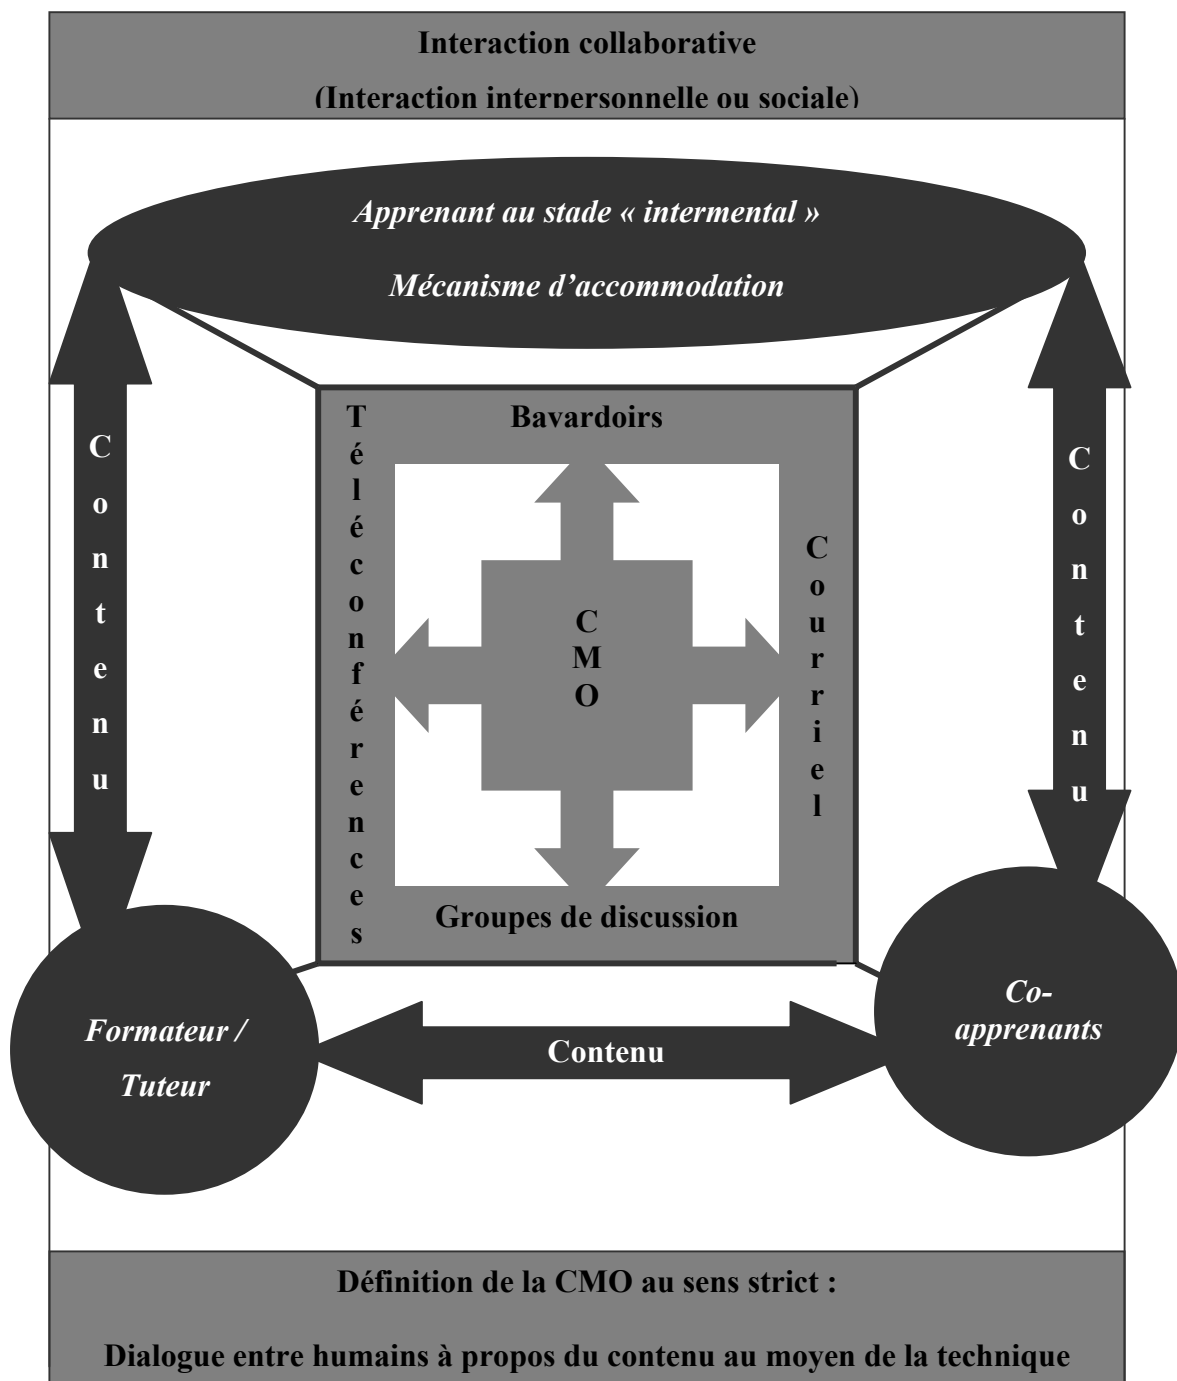 Interaction collaborative
(Interaction interpersonnelle ou sociale)
Apprenant au stade « intermental »
Mécanisme d’accommodation
Contenu
Téléconférences
Bavardoirs
CMO
Courriel
Groupes de discussion
Contenu
Formateur /
Tuteur
Contenu
Co-
apprenants
Définition de la CMO au sens strict :
Dialogue entre humains à propos du contenu au moyen de la technique